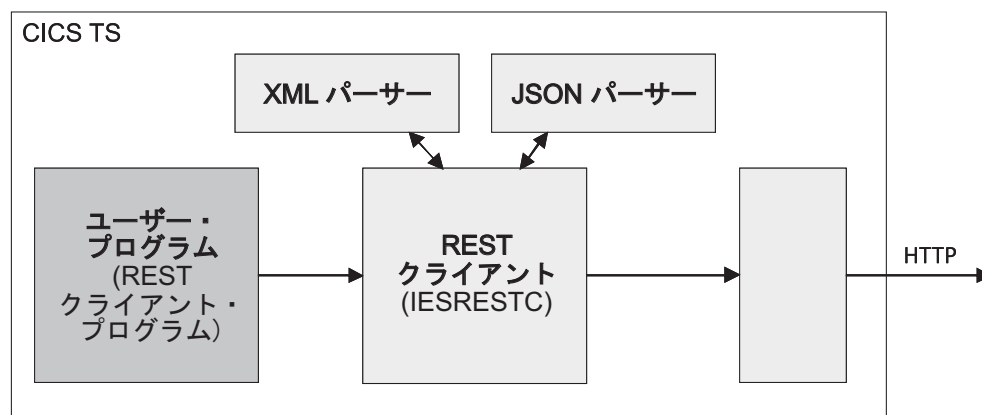 CICS TS
XML パーサー
JSON パーサー
ユーザー・
プログラム
(REST
クライアント・
プログラム)
REST
クライアント
(IESRESTC)
HTTP